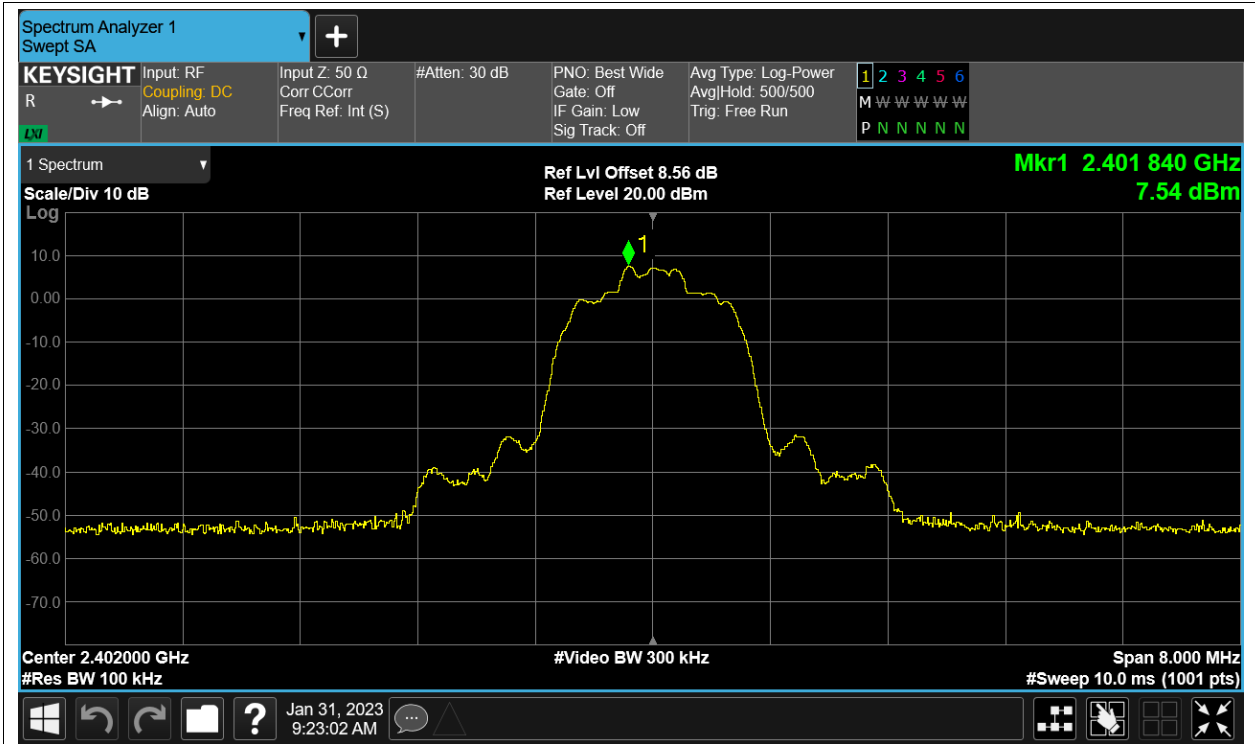 Spectrum Analyzer 1
Swept SA
KEYSIGHT
R
LXI
Input: RF
Coupling: DC
Align: Auto
Input Z: 50 Ω
Corr CCorr
Freq Ref: Int (S)
#Atten: 30 dB
PNO: Best Wide
Gate: Off
IF Gain: Low
Sig Track: Off
Avg Type: Log-Power
Avg|Hold: 500/500
Trig: Free Run
1 2 3 4 5 6
M W W W W W
P N N N N N
1 Spectrum
Scale/Div 10 dB
Log
Ref Lvl Offset 8.56 dB
Ref Level 20.00 dBm
Mkr1 2.401 840 GHz
7.54 dBm
1
10.0
0.00
-10.0
-20.0
-30.0
-40.0
-50.0
-60.0
-70.0
Center 2.402000 GHz
#Video BW 300 kHz
Span 8.000 MHz
#Res BW 100 kHz
#Sweep 10.0 ms (1001 pts)
?
Jan 31, 2023
9:23:02 AM